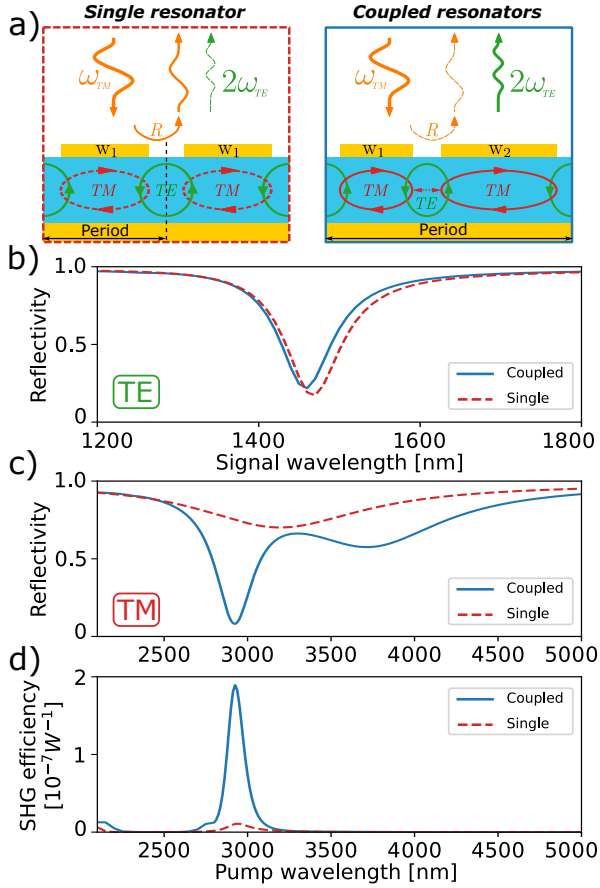 a)
Single resonator
Coupled resonators
ω_TM
R
2ω_TE
W₁
W₁
TM
TE
TM
Period
ω_TM
R
2ω_TE
W₁
W₂
TM
TE
TM
Period
b)
Reflectivity
1.0
0.5
0
TE
Coupled
Single
1200
1400
1600
1800
Signal wavelength [nm]
c)
Reflectivity
1.0
0.5
0
TM
Coupled
Single
2500
3000
3500
4000
4500
5000
d)
SHG efficiency
[10⁻⁷W⁻¹]
2
1
0
Coupled
Single
2500
3000
3500
4000
4500
5000
Pump wavelength [nm]